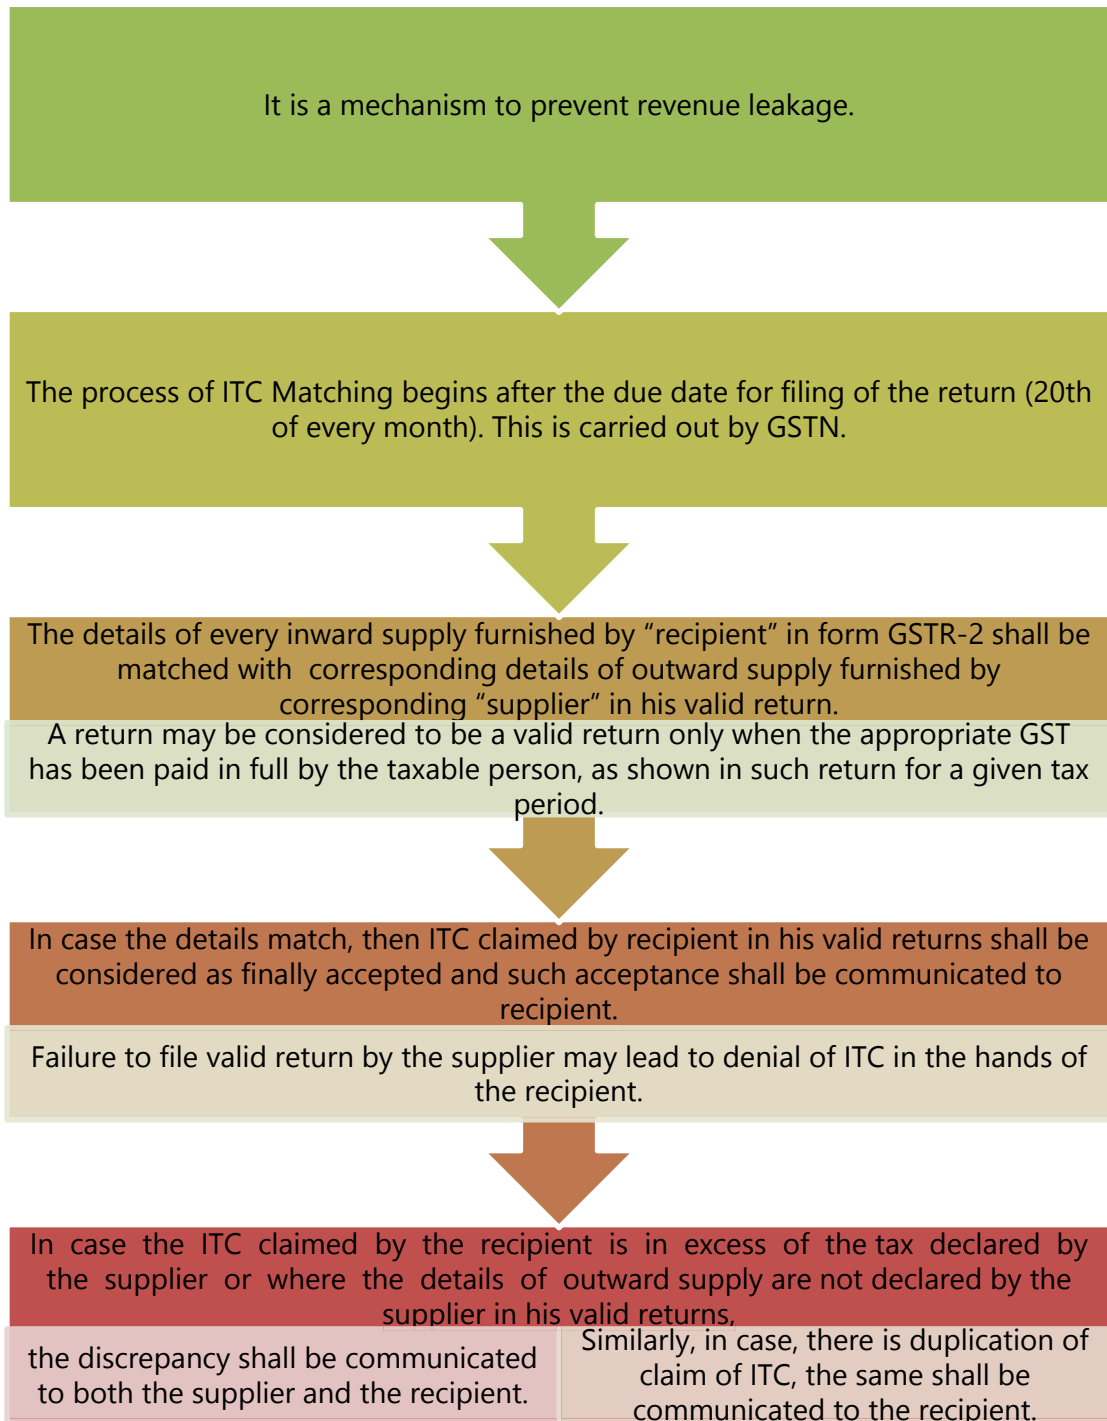 It is a mechanism to prevent revenue leakage.
The process of ITC Matching begins after the due date for filing of the return (20th
of every month). This is carried out by GSTN.
The details of every inward supply furnished by “recipient” in form GSTR-2 shall be
matched with corresponding details of outward supply furnished by
corresponding “supplier” in his valid return.
A return may be considered to be a valid return only when the appropriate GST
has been paid in full by the taxable person, as shown in such return for a given tax
period.
In case the details match, then ITC claimed by recipient in his valid returns shall be
considered as finally accepted and such acceptance shall be communicated to
recipient.
Failure to file valid return by the supplier may lead to denial of ITC in the hands of
the recipient.
In case the ITC claimed by the recipient is in excess of the tax declared by
the supplier or where the details of outward supply are not declared by the
supplier in his valid returns,
the discrepancy shall be communicated
to both the supplier and the recipient.
Similarly, in case, there is duplication of
claim of ITC, the same shall be
communicated to the recipient.